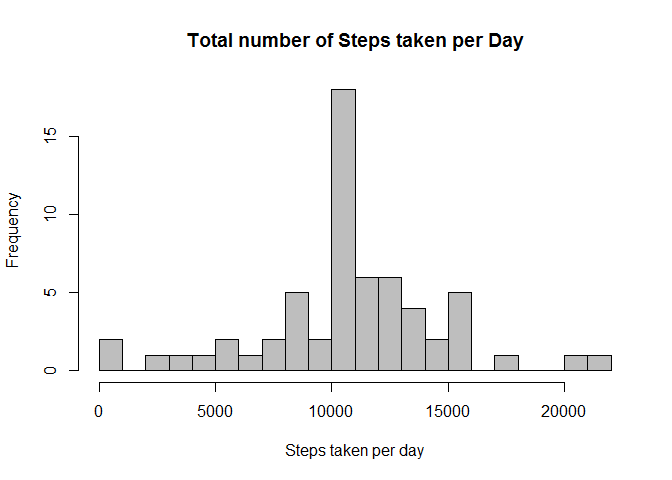 Total number of Steps taken per Day
Frequency
15
10
5
0
0 5000 10000 15000 20000
Steps taken per day